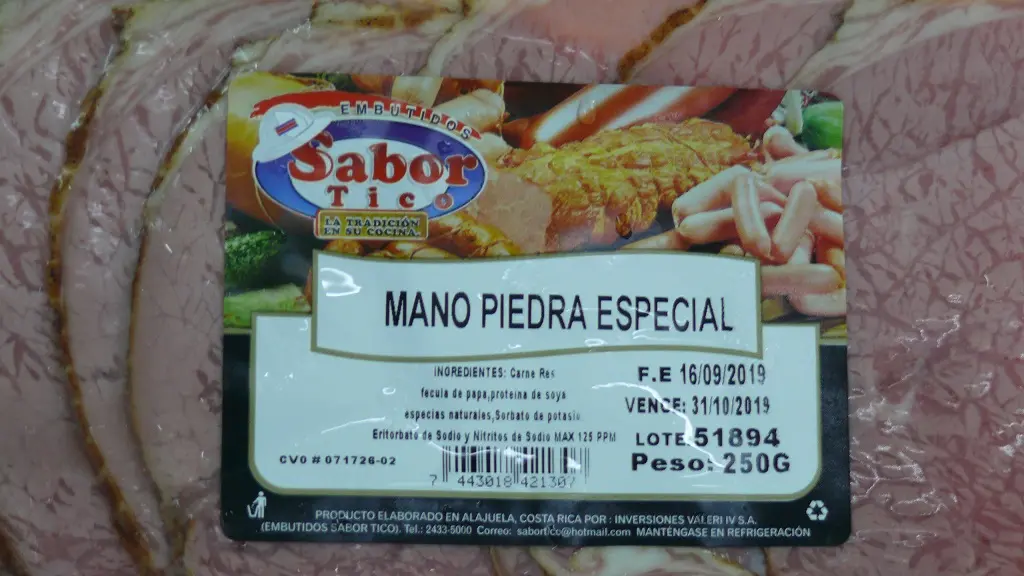 EMBUTIDOS
Sabor
Tico
LA TRADICIÓN
EN SU COCINA
MANO PIEDRA ESPECIAL
INGREDIENTES: Carne Res
fecula de papa,proteina de soya
especias naturales,Sorbato de potasio
Eritorbato de Sodio y Nitritos de Sodio MAX 125 PPM
CVO # 071726-02
7 443018 421307
F.E 16/09/2019
VENCE: 31/10/2019
LOTE 51894
Peso: 250G
PRODUCTO ELABORADO EN ALAJUELA, COSTA RICA POR : INVERSIONES VALERI IV S.A.
(EMBUTIDOS SABOR TICO). Tel.: 2433-5000 Correo: sabortico@hotmail.com MANTÉNGASE EN REFRIGERACIÓN